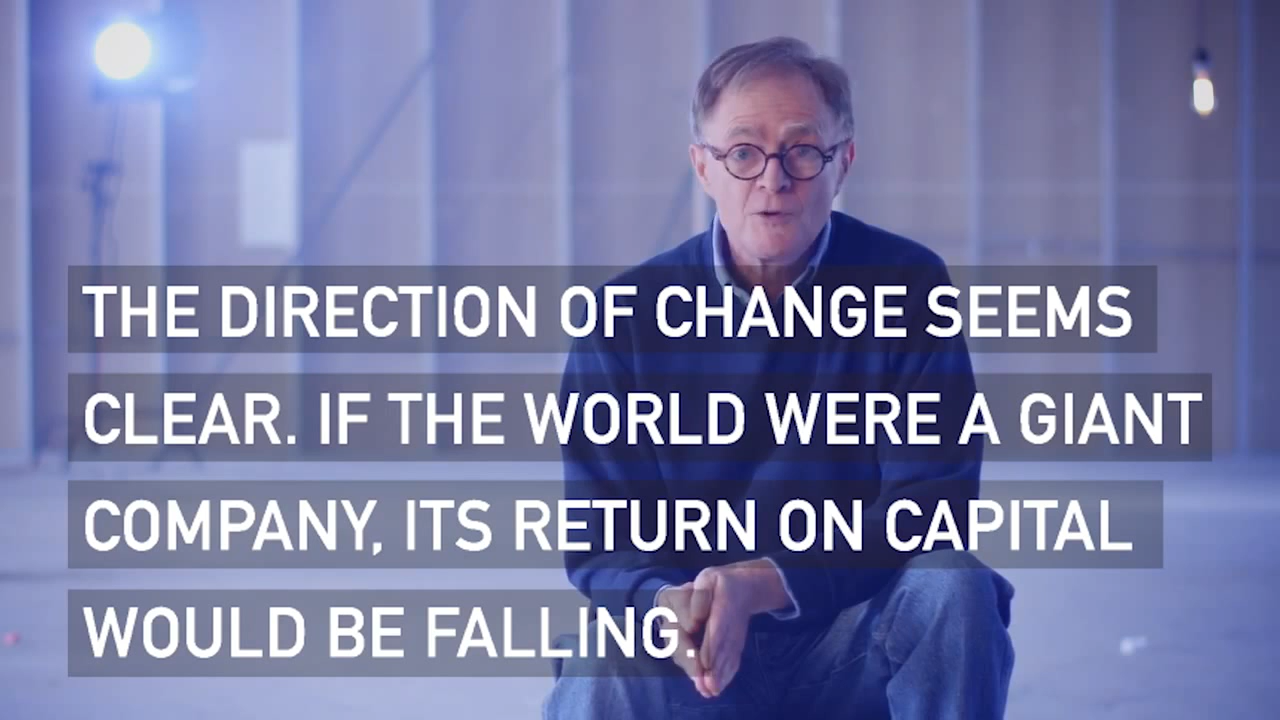 THE DIRECTION OF CHANGE SEEMS
CLEAR. IF THE WORLD WERE A GIANT
COMPANY, ITS RETURN ON CAPITAL
WOULD BE FALLING.